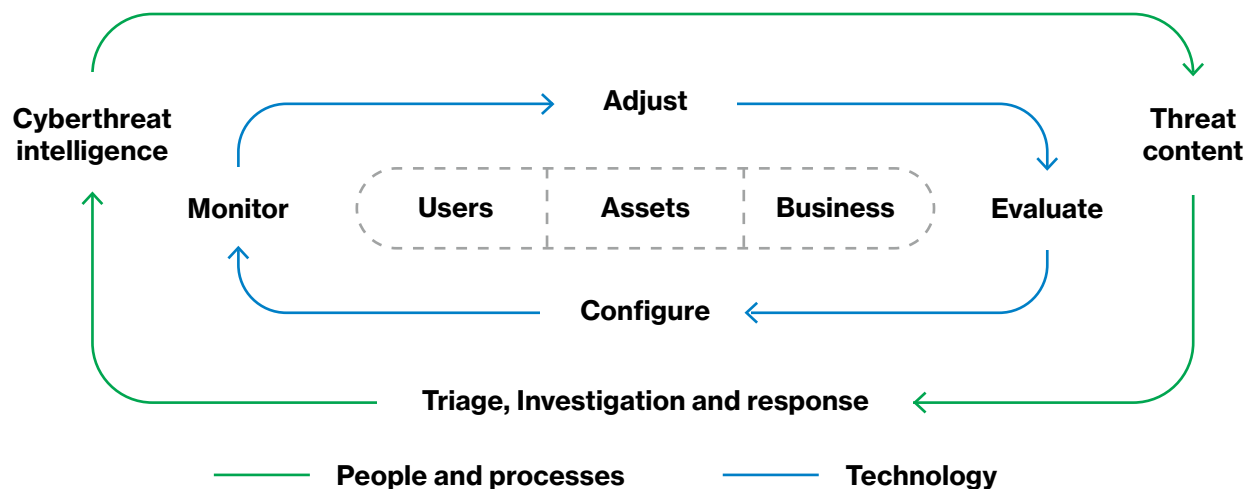 Adjust
Cyberthreat
intelligence
Threat
content
Monitor
Users
Assets
Business
Evaluate
Configure
Triage, Investigation and response
People and processes
Technology